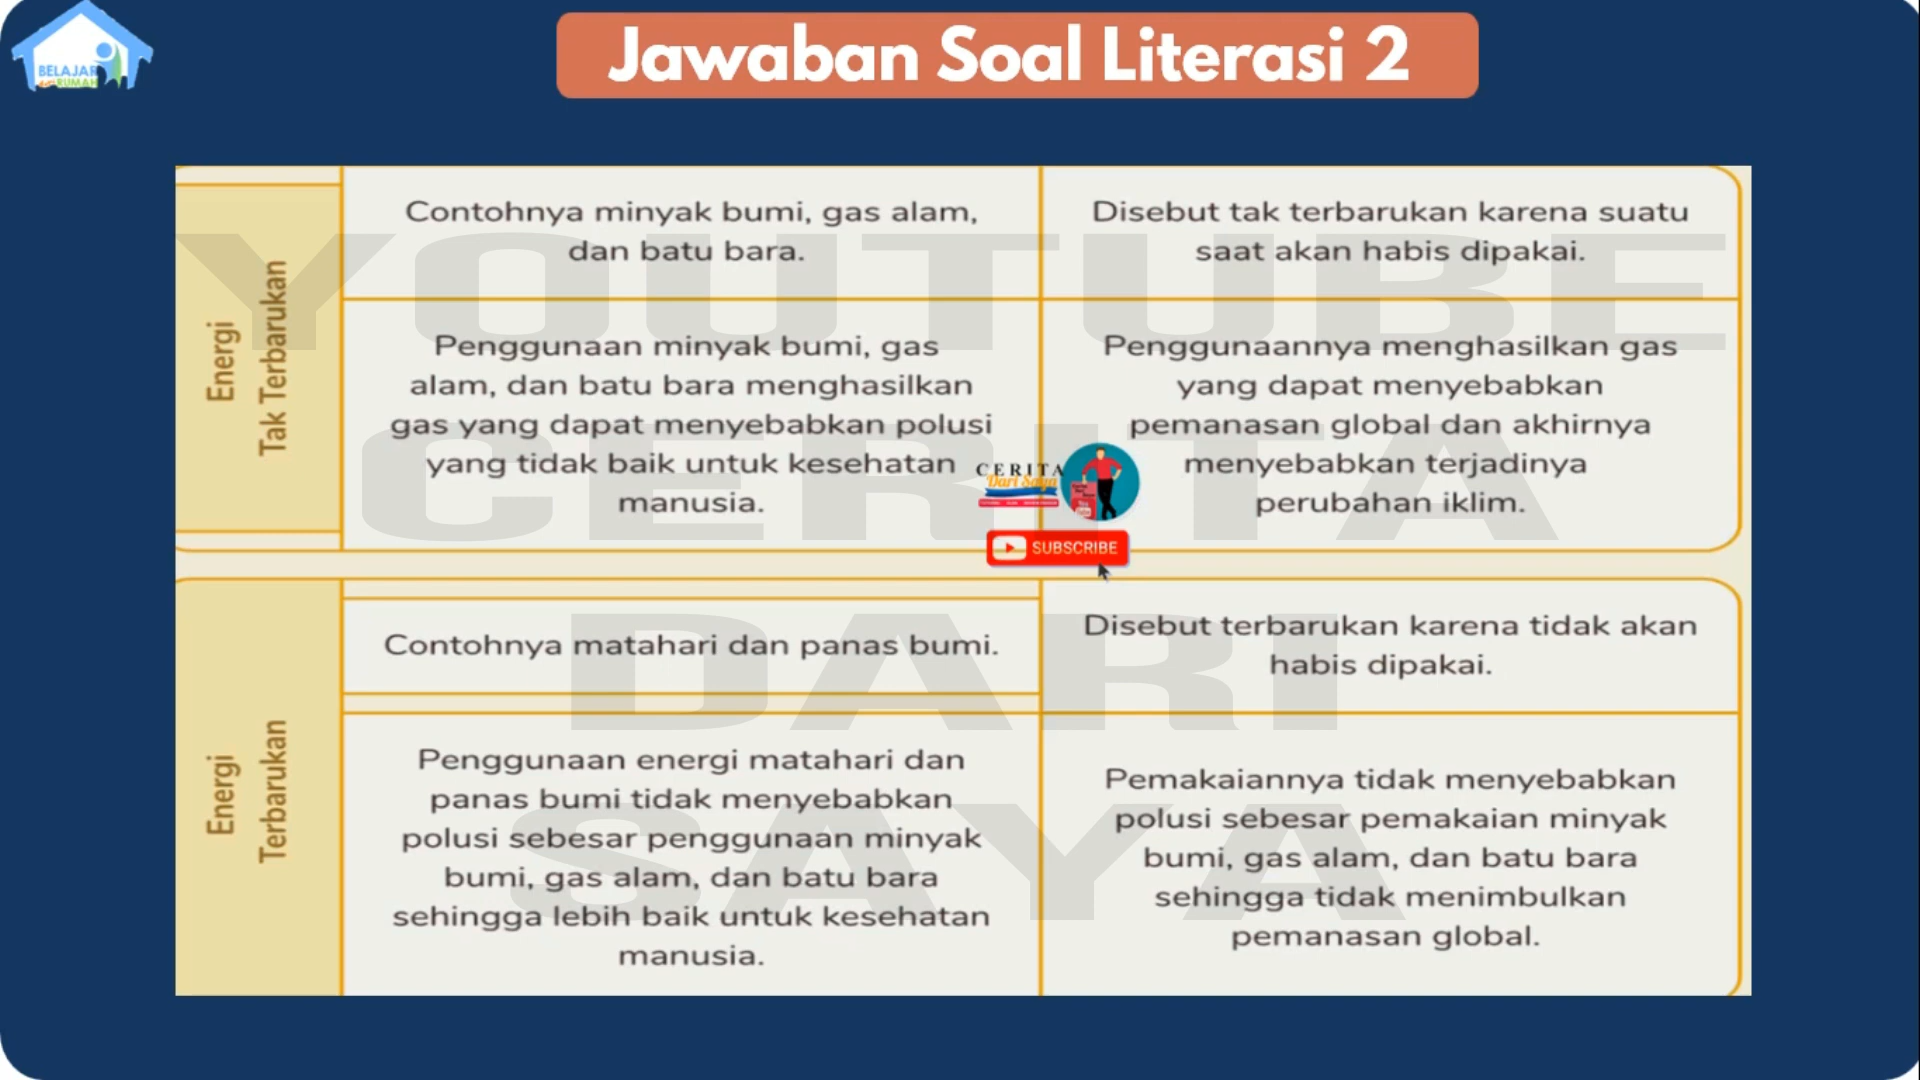 BELAJAR
dari RUMAH
Jawaban Soal Literasi 2
Energi
Tak Terbarukan
Contohnya minyak bumi, gas alam,
dan batu bara.
Disebut tak terbarukan karena suatu
saat akan habis dipakai.
Penggunaan minyak bumi, gas
alam, dan batu bara menghasilkan
gas yang dapat menyebabkan polusi
yang tidak baik untuk kesehatan
manusia.
Penggunaannya menghasilkan gas
yang dapat menyebabkan
pemanasan global dan akhirnya
menyebabkan terjadinya
perubahan iklim.
CERITA
Dari Saya
SUBSCRIBE
Energi
Terbarukan
Contohnya matahari dan panas bumi.
Disebut terbarukan karena tidak akan
habis dipakai.
Penggunaan energi matahari dan
panas bumi tidak menyebabkan
polusi sebesar penggunaan minyak
bumi, gas alam, dan batu bara
sehingga lebih baik untuk kesehatan
manusia.
Pemakaiannya tidak menyebabkan
polusi sebesar pemakaian minyak
bumi, gas alam, dan batu bara
sehingga tidak menimbulkan
pemanasan global.
YOUTUBE
CERITA
DARI
SAYA